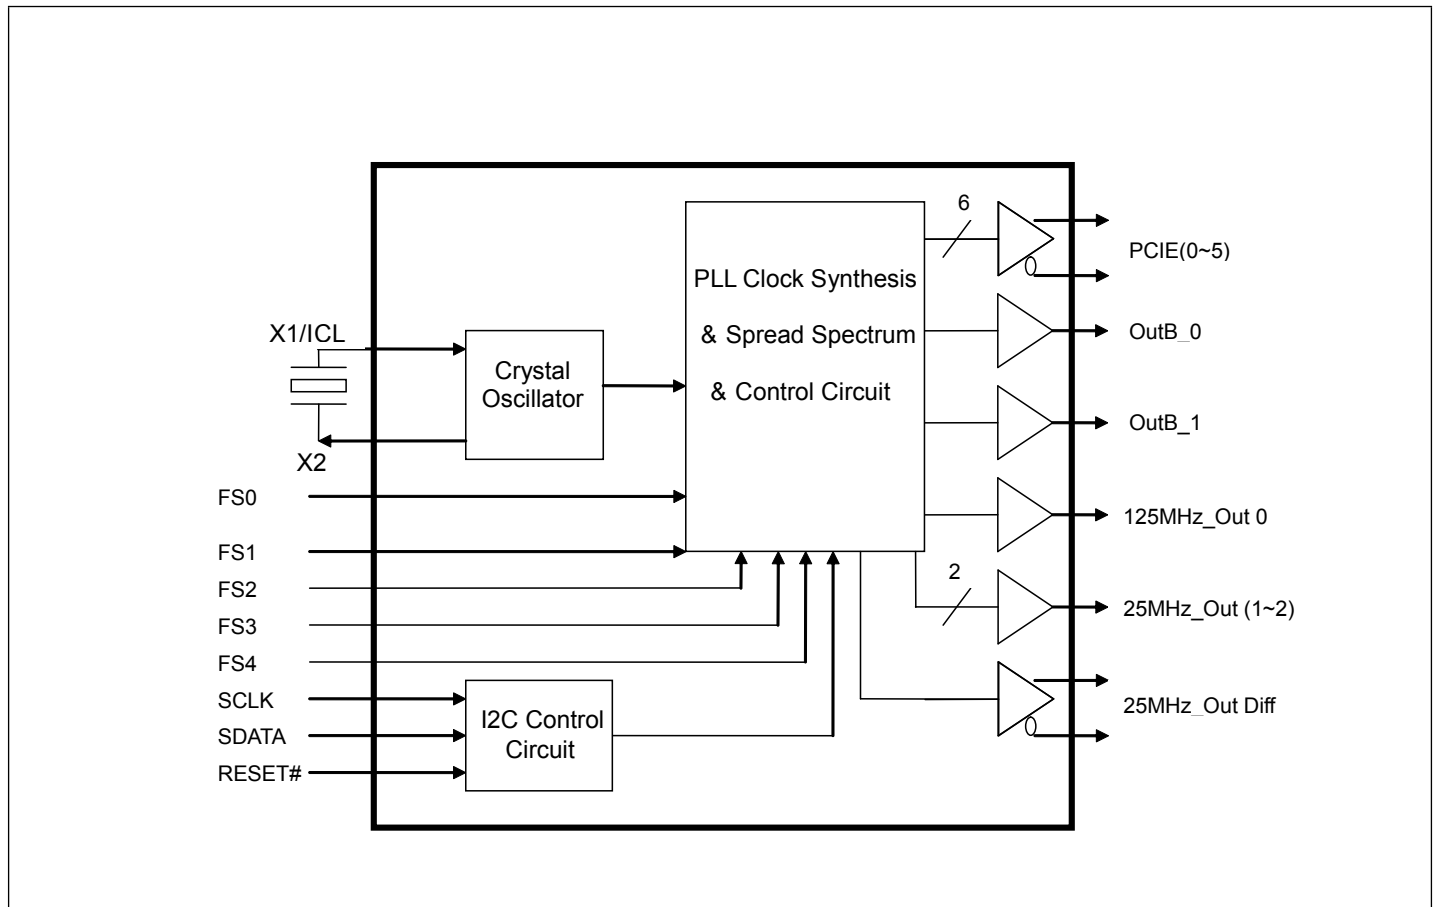 6
PCIE(0~5)
PLL Clock Synthesis
& Spread Spectrum
& Control Circuit
X1/ICL
Crystal
Oscillator
X2
OutB_0
OutB_1
FS0
FS1
FS2
FS3
FS4
SCLK
SDATA
RESET#
I2C Control
Circuit
125MHz_Out 0
2
25MHz_Out (1~2)
25MHz_Out Diff